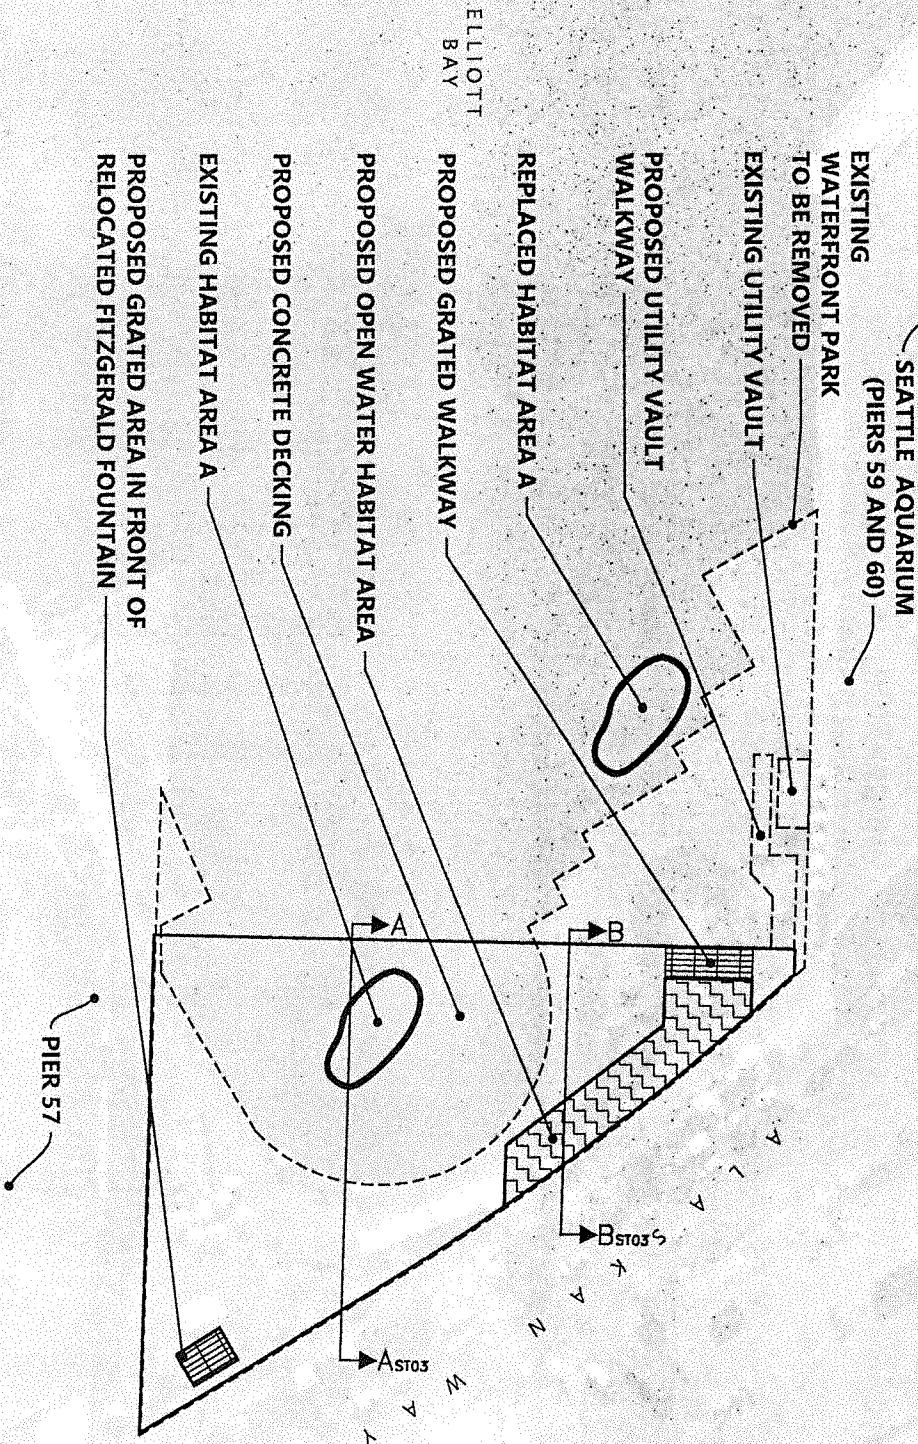 ELLIOTT
BAY
SEATTLE AQUARIUM
(PIERS 59 AND 60)
EXISTING
WATERFRONT PARK
TO BE REMOVED
EXISTING UTILITY VAULT
PROPOSED UTILITY VAULT
WALKWAY
REPLACED HABITAT AREA A
PROPOSED GRATED WALKWAY
PROPOSED OPEN WATER HABITAT AREA
PROPOSED CONCRETE DECKING
EXISTING HABITAT AREA A
PROPOSED GRATED AREA IN FRONT OF
RELOCATED FITZGERALD FOUNTAIN
A
B
B ST03
A ST03
PIER 57
ALASKAN WAY